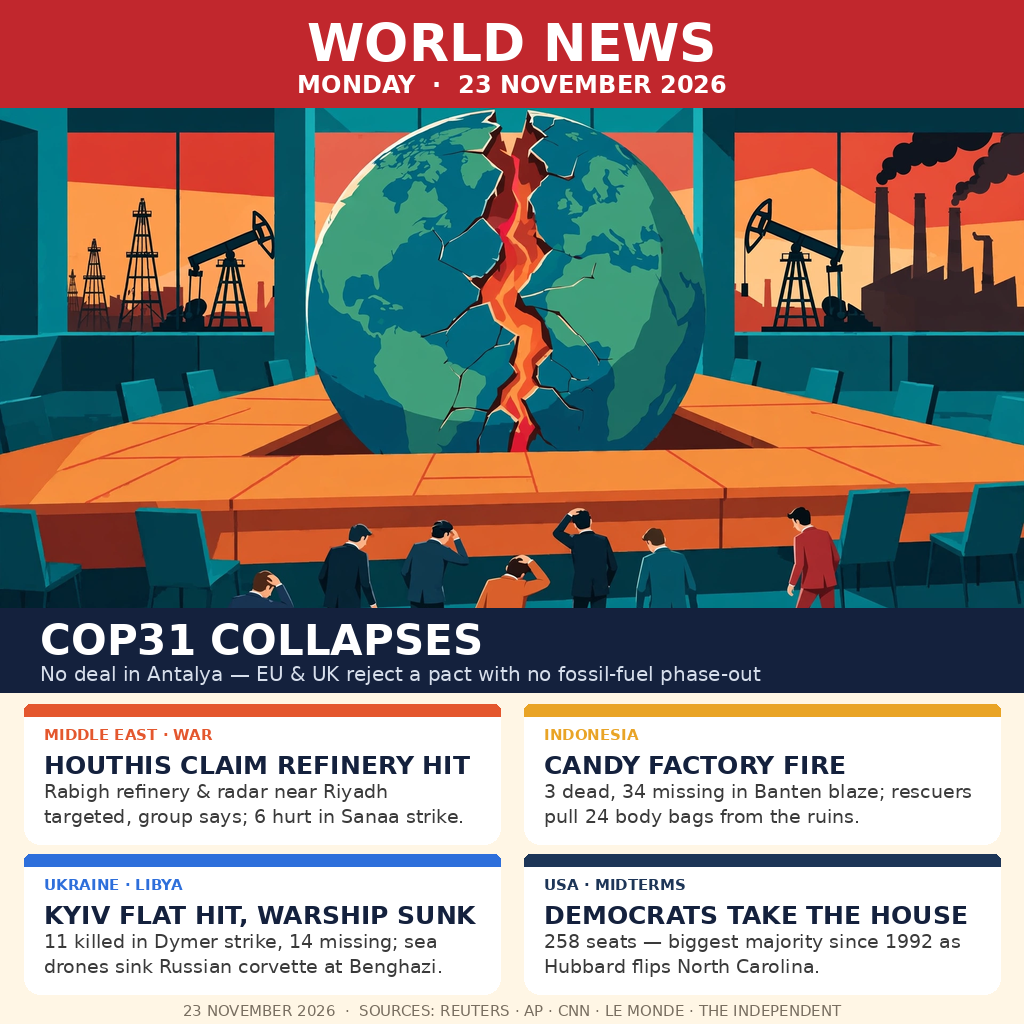 WORLD NEWS
MONDAY · 23 NOVEMBER 2026
COP31 COLLAPSES
No deal in Antalya — EU & UK reject a pact with no fossil-fuel phase-out
MIDDLE EAST · WAR
HOUTHIS CLAIM REFINERY HIT
Rabigh refinery & radar near Riyadh
targeted, group says; 6 hurt in Sanaa strike.
INDONESIA
CANDY FACTORY FIRE
3 dead, 34 missing in Banten blaze; rescuers
pull 24 body bags from the ruins.
UKRAINE · LIBYA
KYIV FLAT HIT, WARSHIP SUNK
11 killed in Dymer strike, 14 missing; sea
drones sink Russian corvette at Benghazi.
USA · MIDTERMS
DEMOCRATS TAKE THE HOUSE
258 seats — biggest majority since 1992 as
Hubbard flips North Carolina.
23 NOVEMBER 2026 · SOURCES: REUTERS · AP · CNN · LE MONDE · THE INDEPENDENT